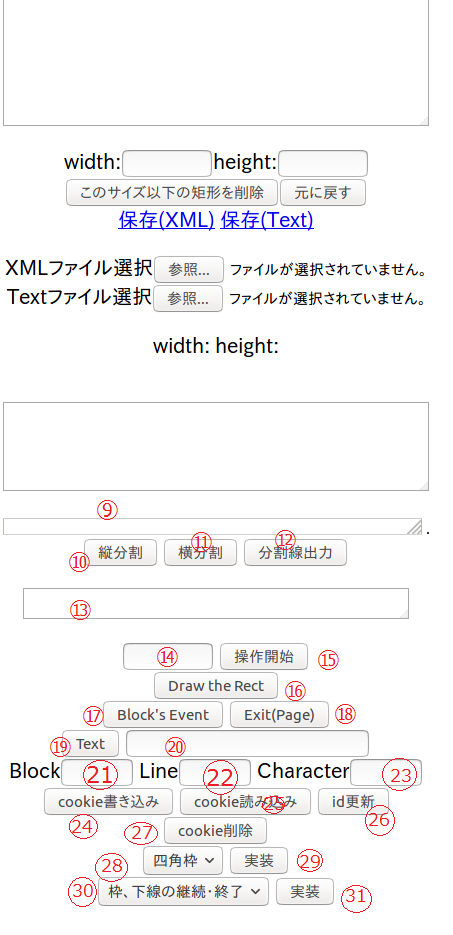 width: height:
このサイズ以下の矩形を削除 元に戻す
保存(XML) 保存(Text)
XMLファイル選択 参照... ファイルが選択されていません。
Textファイル選択 参照... ファイルが選択されていません。
width: height:
⑨
.
⑩ 縦分割 ⑪ 横分割 ⑫ 分割線出力
⑬
⑭ 操作開始 ⑮
Draw the Rect ⑯
⑰ Block's Event Exit(Page) ⑱
⑲ Text ⑳
Block ㉑ Line ㉒ Character ㉓
cookie書き込み cookie読み込み ㉕ id更新
㉔ ㉗ cookie削除 ㉖
㉘ 四角枠 実装 ㉙
㉚ 枠、下線の継続・終了 実装 ㉛